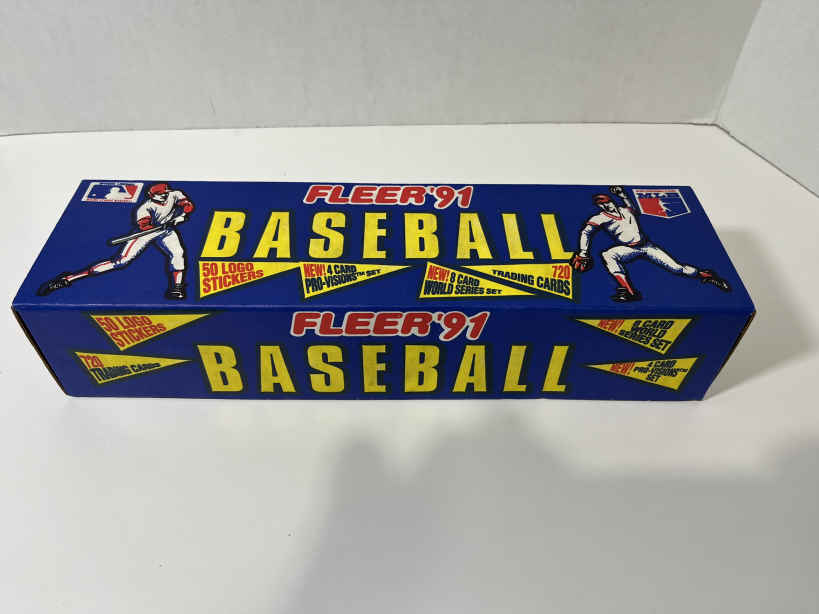 FLEER'91
BASEBALL
50 LOGO
STICKERS
NEW! 4 CARD
PRO-VISIONS™ SET
NEW! 8 CARD
WORLD SERIES SET
720
TRADING CARDS
FLEER'91
BASEBALL
50 LOGO
STICKERS
720
TRADING CARDS
NEW! 8 CARD
WORLD
SERIES SET
NEW! 4 CARD
PRO-VISIONS™
SET